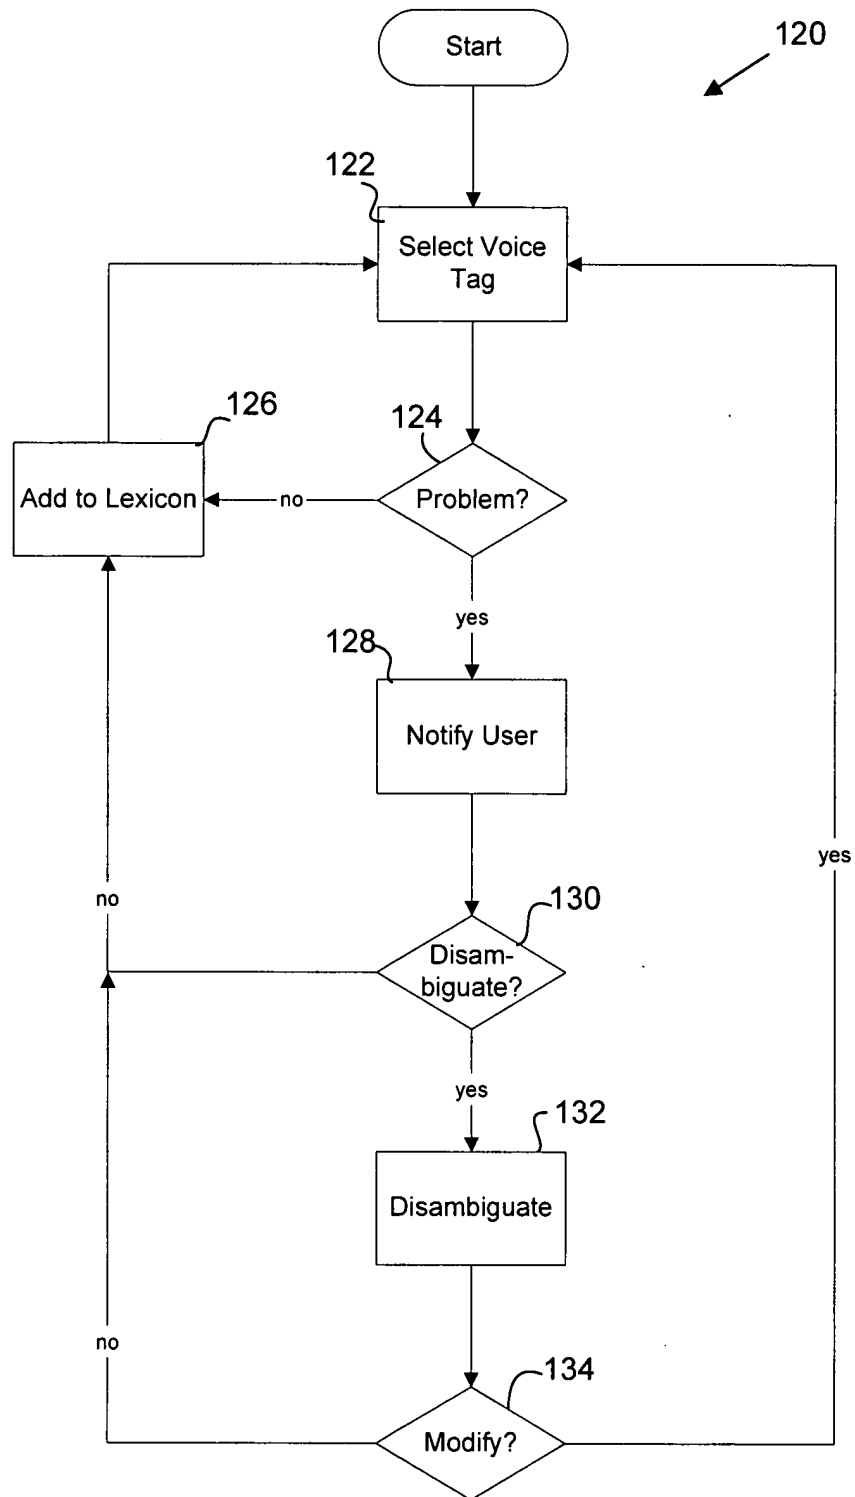 Start
120
122
Select Voice
Tag
126
124
Add to Lexicon
no
Problem?
yes
128
Notify User
yes
no
130
Disam-
biguate?
yes
132
Disambiguate
no
134
Modify?